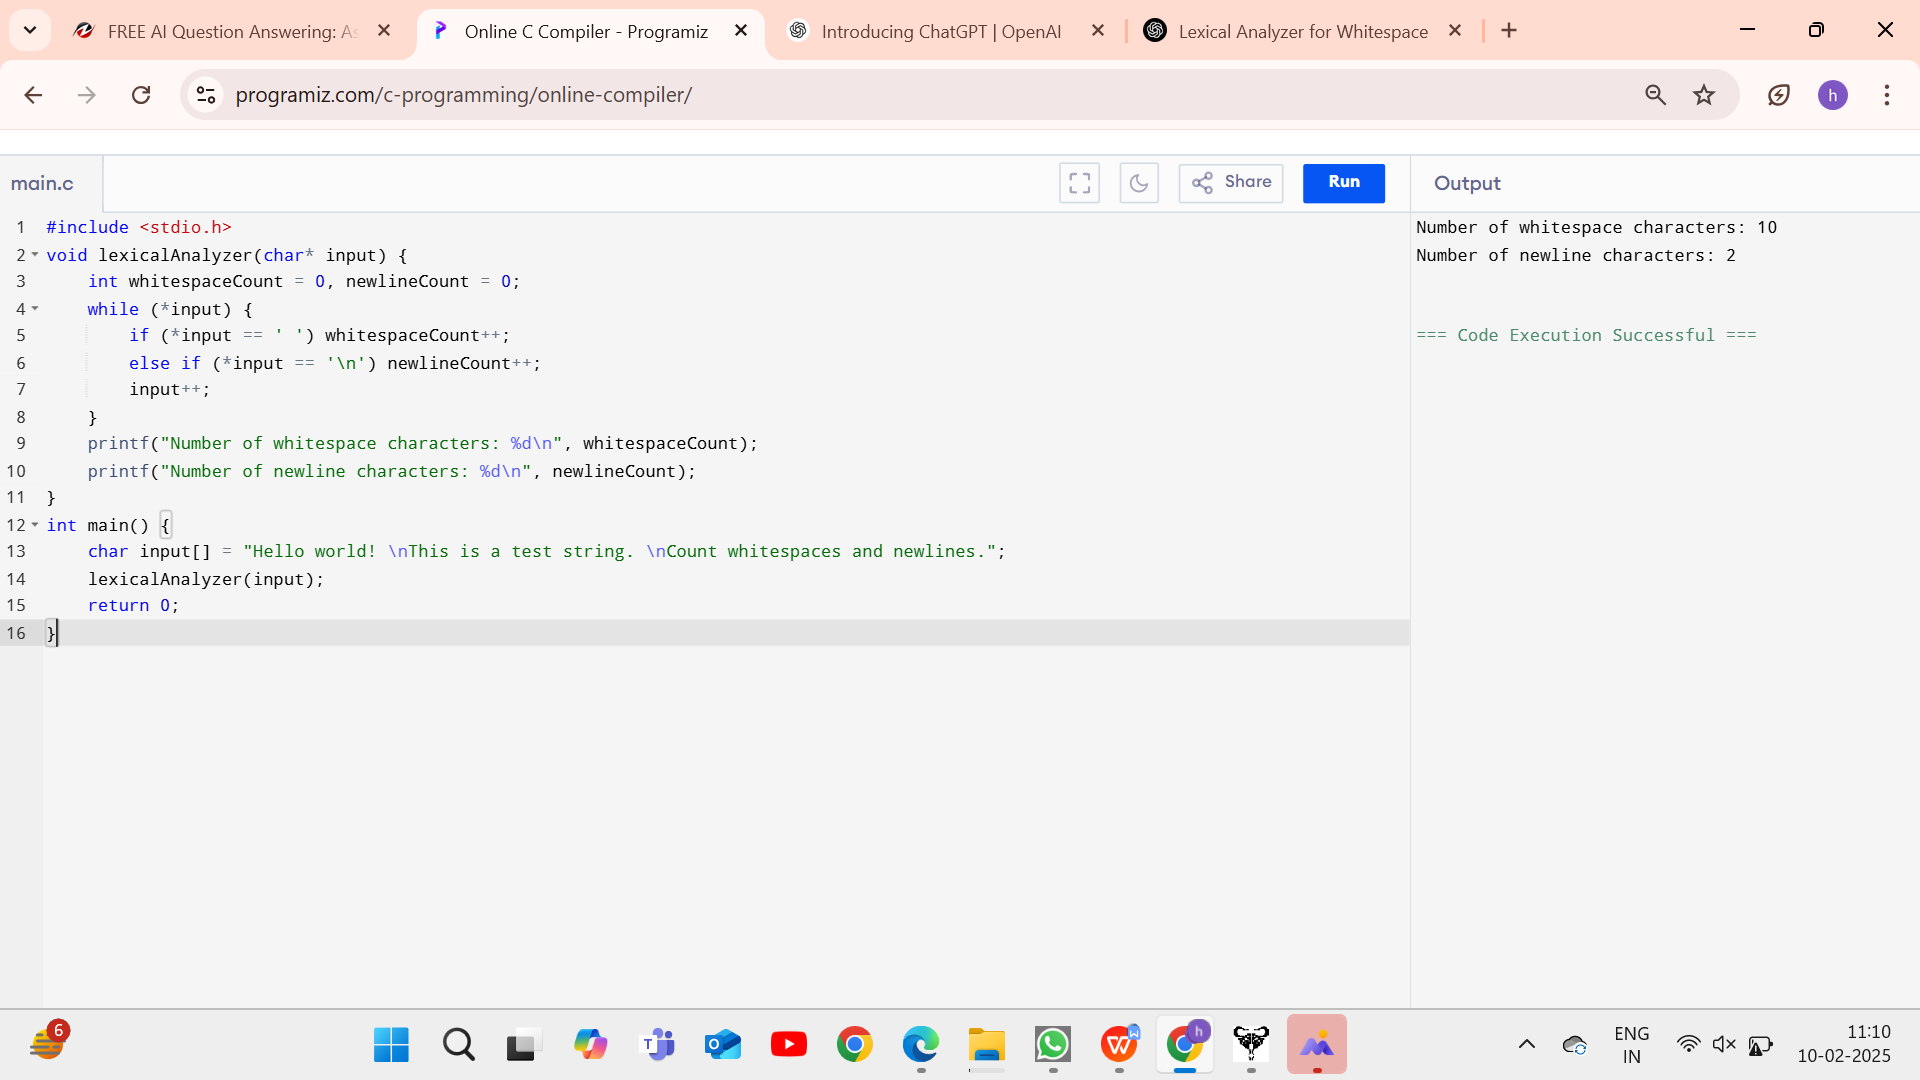 FREE AI Question Answering: As
Online C Compiler - Programiz
Introducing ChatGPT | OpenAI
Lexical Analyzer for Whitespace
programiz.com/c-programming/online-compiler/
h
main.c
Share
Run
Output
1 #include <stdio.h>
2 void lexicalAnalyzer(char* input) {
3     int whitespaceCount = 0, newlineCount = 0;
4     while (*input) {
5         if (*input == ' ') whitespaceCount++;
6         else if (*input == '\n') newlineCount++;
7         input++;
8     }
9     printf("Number of whitespace characters: %d\n", whitespaceCount);
10     printf("Number of newline characters: %d\n", newlineCount);
11 }
12 int main() {
13     char input[] = "Hello world! \nThis is a test string. \nCount whitespaces and newlines.";
14     lexicalAnalyzer(input);
15     return 0;
16 }
Number of whitespace characters: 10
Number of newline characters: 2
=== Code Execution Successful ===
6
h
ENG
IN
11:10
10-02-2025